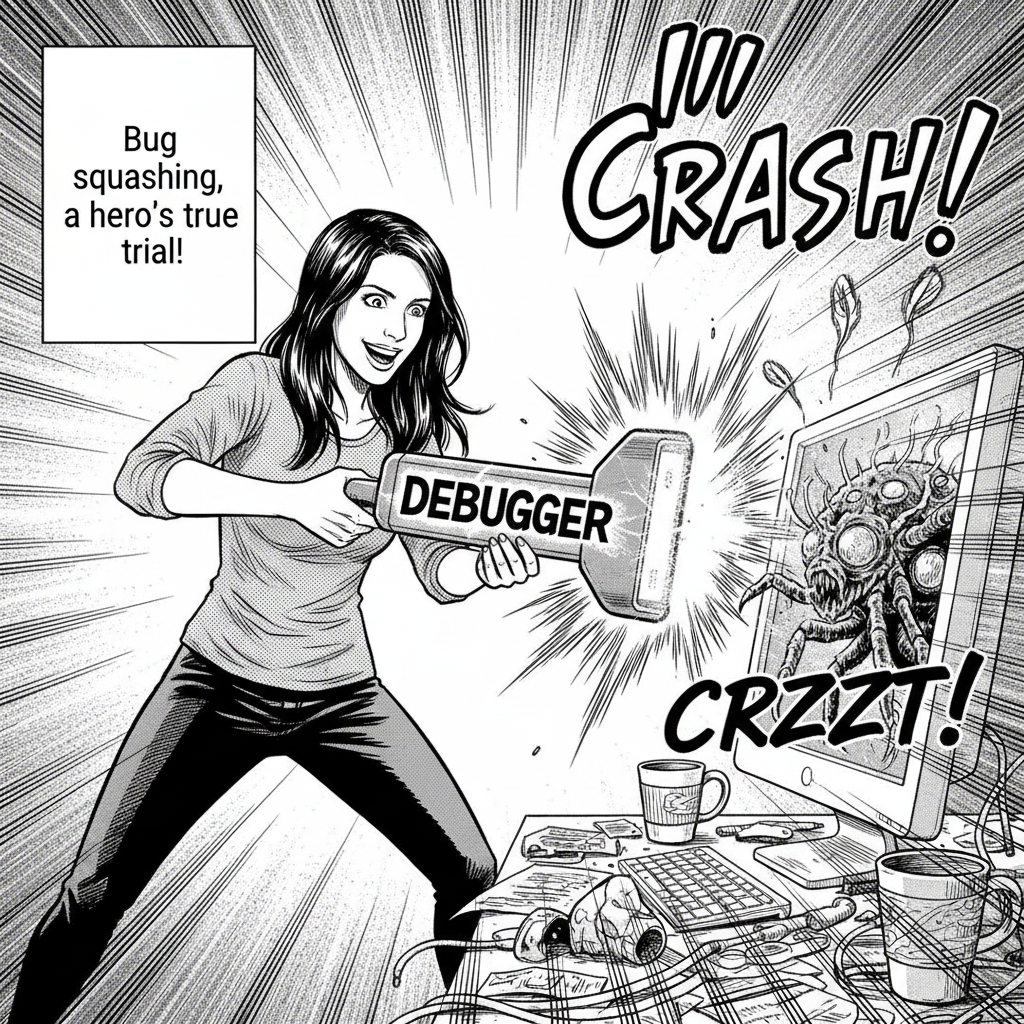 Bug
squashing,
a hero's true
trial!
CRASH!
DEBUGGER
CRZZT!